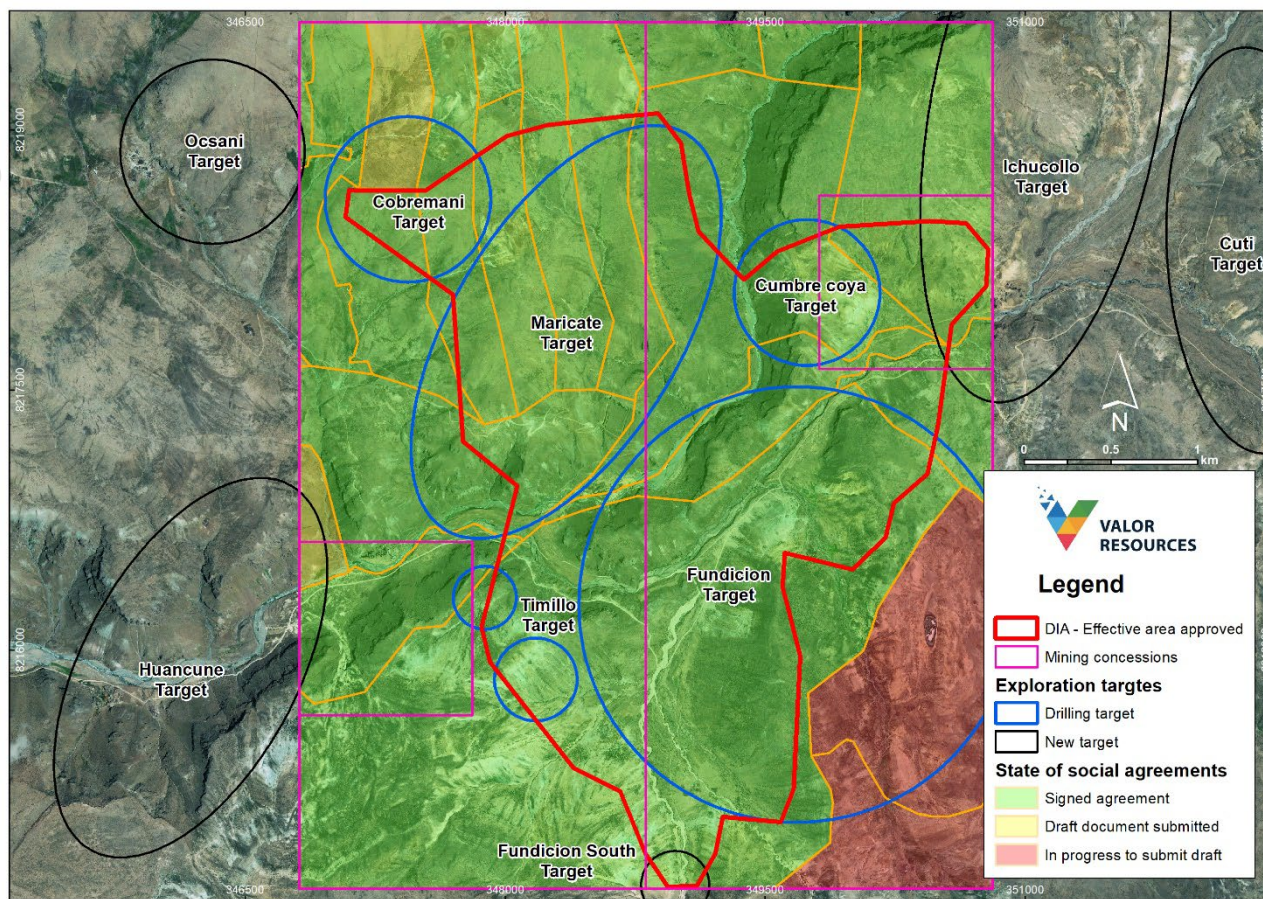 346500
348000
349500
351000
8219000
Ocsani
Target
Cobremani
Target
Ichucollo
Target
Cuti
Target
Cumbre coya
Target
Maricate
Target
8217500
N
0 0.5 1
km
Fundicion
Target
Timillo
Target
8216000
Huancune
Target
Fundicion South
Target
346500
348000
349500
351000
VALOR
RESOURCES
Legend
DIA - Effective area approved
Mining concessions
Exploration targtes
Drilling target
New target
State of social agreements
Signed agreement
Draft document submitted
In progress to submit draft